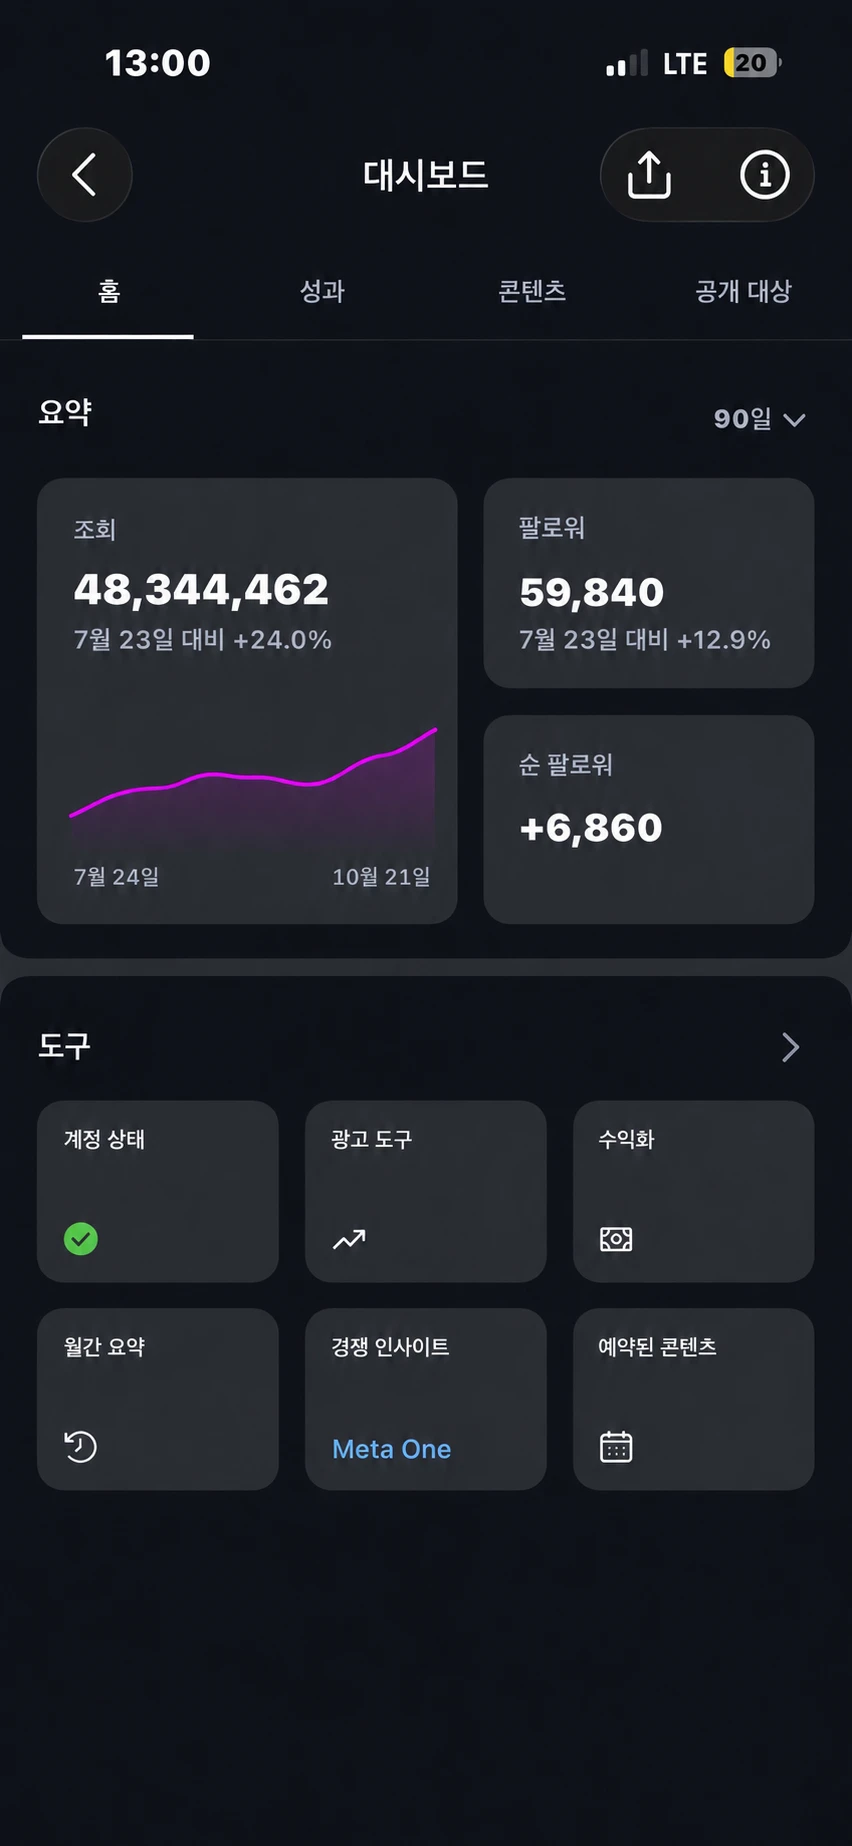 13:00
LTE 20
대시보드
홈 성과 콘텐츠 공개 대상
요약
90일
조회
48,344,462
7월 23일 대비 +24.0%
7월 24일 10월 21일
팔로워
59,840
7월 23일 대비 +12.9%
순 팔로워
+6,860
도구
계정 상태
광고 도구
수익화
월간 요약
경쟁 인사이트
Meta One
예약된 콘텐츠